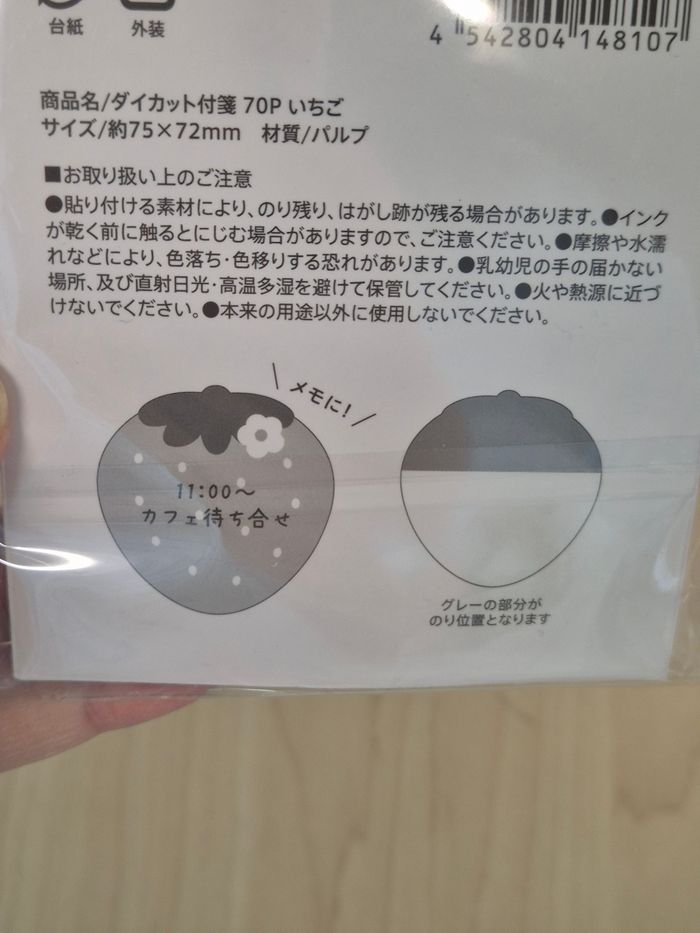 台紙 外装
4 542804 148107
商品名/ダイカット付箋 70P いちご
サイズ/約75×72mm 材質/パルプ
■お取り扱い上のご注意
●貼り付ける素材により、のり残り、はがし跡が残る場合があります。●インク
が乾く前に触るとにじむ場合がありますので、ご注意ください。●摩擦や水濡
れなどにより、色落ち・色移りする恐れがあります。●乳幼児の手の届かない
場所、及び直射日光・高温多湿を避けて保管してください。●火や熱源に近づ
けないでください。●本来の用途以外に使用しないでください。
メモに!
11:00〜
カフェ待ち合せ
グレーの部分が
のり位置となります